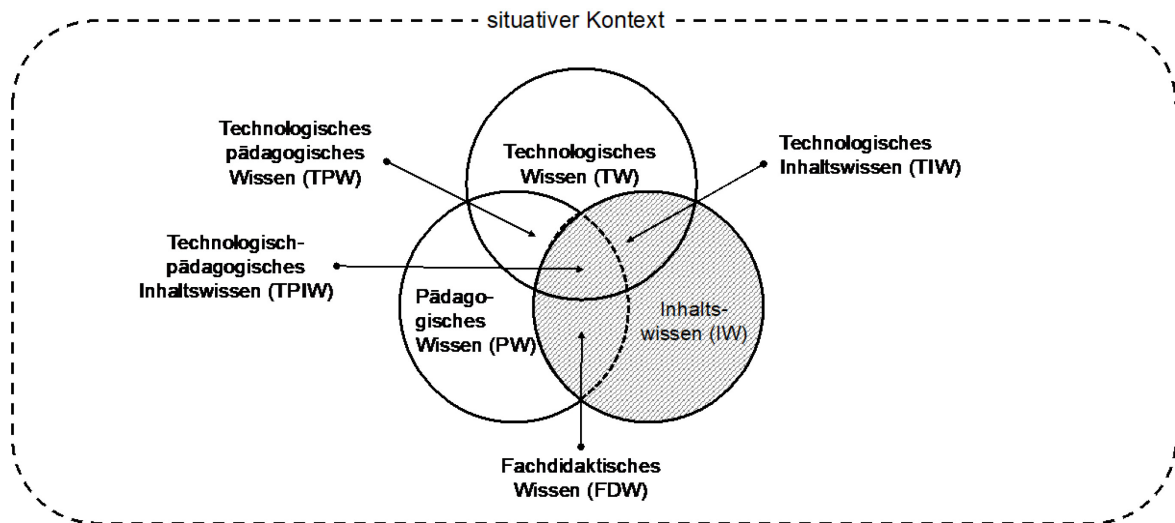 situativer Kontext
Technologisches
pädagogisches
Wissen (TPW)
Technologisches
Wissen (TW)
Technologisches
Inhaltswissen (TIW)
Technologisch-
pädagogisches
Inhaltswissen (TPIW)
Pädago-
gisches
Wissen (PW)
Inhalts-
wissen (IW)
Fachdidaktisches
Wissen (FDW)